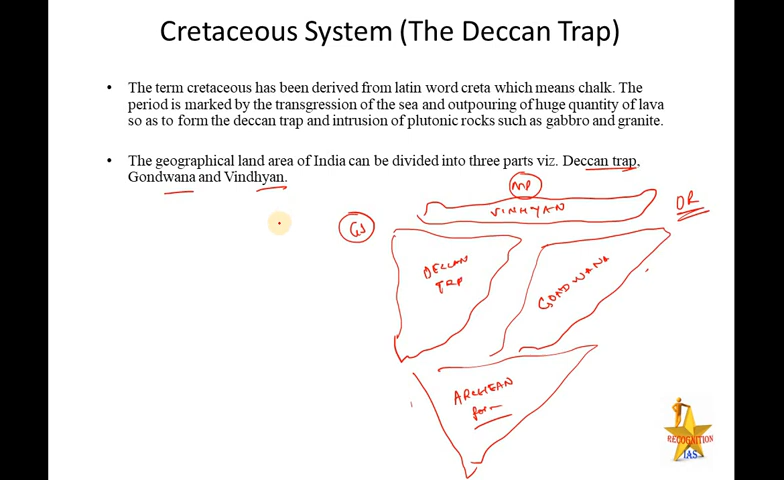 Cretaceous System (The Deccan Trap)
• The term cretaceous has been derived from latin word creta which means chalk. The
period is marked by the transgression of the sea and outpouring of huge quantity of lava
so as to form the deccan trap and intrusion of plutonic rocks such as gabbro and granite.
• The geographical land area of India can be divided into three parts viz. Deccan trap,
Gondwana and Vindhyan.
MP
VINHYAN
OR
GJ
DECCAN
TRP
GONDWANA
ARCHEAN
RECOGNITION
IAS